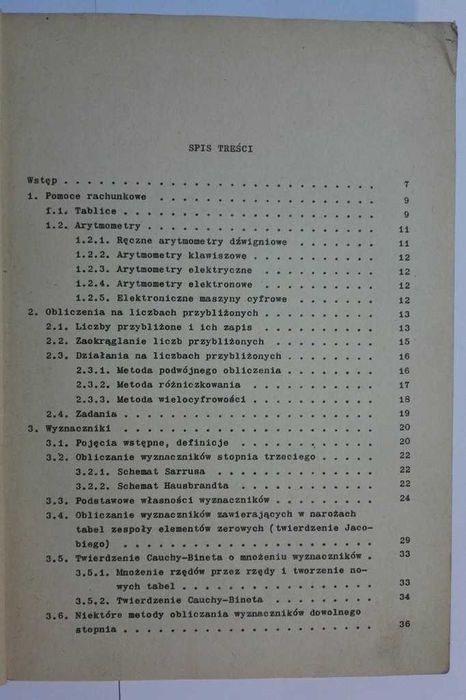 SPIS TREŚCI
Wstęp . . . . . . . . . . . . . . . . . . . . . . 7
1. Pomoce rachunkowe . . . . . . . . . . . . . . . 9
1.1. Tablice . . . . . . . . . . . . . . . . . 9
1.2. Arytmometry . . . . . . . . . . . . . . . 11
1.2.1. Ręczne arytmometry dźwigniowe . . . . . . 11
1.2.2. Arytmometry klawiszowe . . . . . . . . 12
1.2.3. Arytmometry elektryczne . . . . . . . . 12
1.2.4. Arytmometry elektronowe . . . . . . . . 12
1.2.5. Elektroniczne maszyny cyfrowe . . . . . 12
2. Obliczenia na liczbach przybliżonych . . . . . . . 13
2.1. Liczby przybliżone i ich zapis . . . . . . . 13
2.2. Zaokrąglanie liczb przybliżonych . . . . . . 15
2.3. Działania na liczbach przybliżonych . . . . . 16
2.3.1. Metoda podwójnego obliczenia . . . . . . 16
2.3.2. Metoda różniczkowania . . . . . . . . 17
2.3.3. Metoda wielocyfrowości . . . . . . . . 18
2.4. Zadania . . . . . . . . . . . . . . . . . 19
3. Wyznaczniki . . . . . . . . . . . . . . . . . . 20
3.1. Pojęcia wstępne, definicje . . . . . . . . . 20
3.2. Obliczanie wyznaczników stopnia trzeciego . . . . 22
3.2.1. Schemat Sarrusa . . . . . . . . . . . 22
3.2.2. Schemat Hausbrandta . . . . . . . . . 22
3.3. Podstawowe własności wyznaczników . . . . . . . 24
3.4. Obliczanie wyznaczników zawierających w narożach
tabel zespoły elementów zerowych (twierdzenie Jaco-
biego) . . . . . . . . . . . . . . . . . . 29
3.5. Twierdzenie Cauchy-Bineta o mnożeniu wyznaczników . 33
3.5.1. Mnożenie rzędów przez rzędy i tworzenie no-
wych tabel . . . . . . . . . . . . . . 33
3.5.2. Twierdzenie Cauchy-Bineta . . . . . . . 34
3.6. Niektóre metody obliczania wyznaczników dowolnego
stopnia . . . . . . . . . . . . . . . . . 36